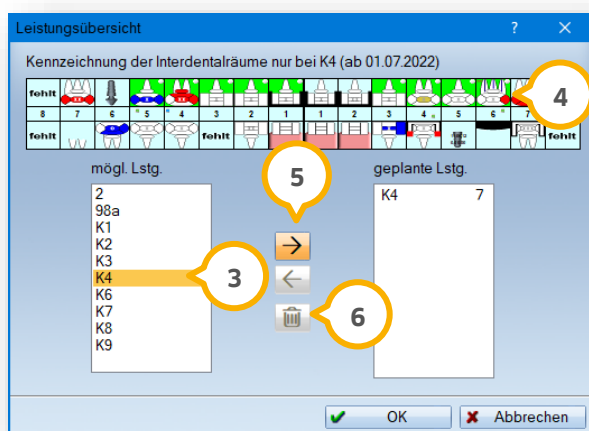 Leistungsübersicht ? ×
Kennzeichnung der Interdentalräume nur bei K4 (ab 01.07.2022)
fehlt
8 7 6 5 4 3 2 1 1 2 3 4 5 6 7
fehlt fehlt fehlt
4
mögl. Lstg. geplante Lstg.
5
2
98a
K1
K2
K3
K4
K6
K7
K8
K9
K4 7
3
6
OK Abbrechen